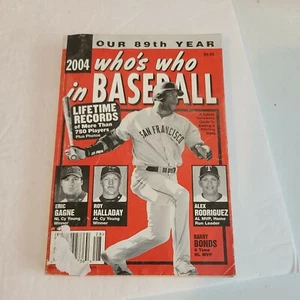 OUR 89th YEAR
2004 who's who
in BASEBALL
LIFETIME
RECORDS
of More Than
750 Players
Plus Photos
SAN FRANCISCO
ERIC
GAGNE
NL Cy Young
Winner
ROY
HALLADAY
AL Cy Young
Winner
ALEX
RODRIGUEZ
AL MVP, Home
Run Leader
BARRY
BONDS
6 Time
NL MVP